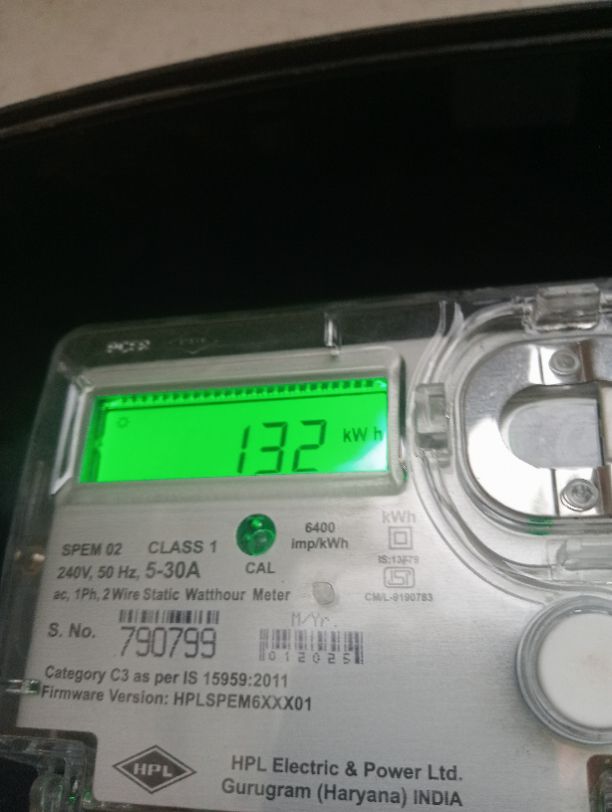 132 kWh
6400
imp/kWh
kWh
SPEM 02 CLASS 1
CAL
240V, 50 Hz, 5-30A
ac, 1Ph, 2 Wire Static Watthour Meter
CM/L-9190783
M/Yr.
S. No. 790799
012025
Category C3 as per IS 15959:2011
Firmware Version: HPLSPEM6XXX01
HPL
HPL Electric & Power Ltd.
Gurugram (Haryana) INDIA